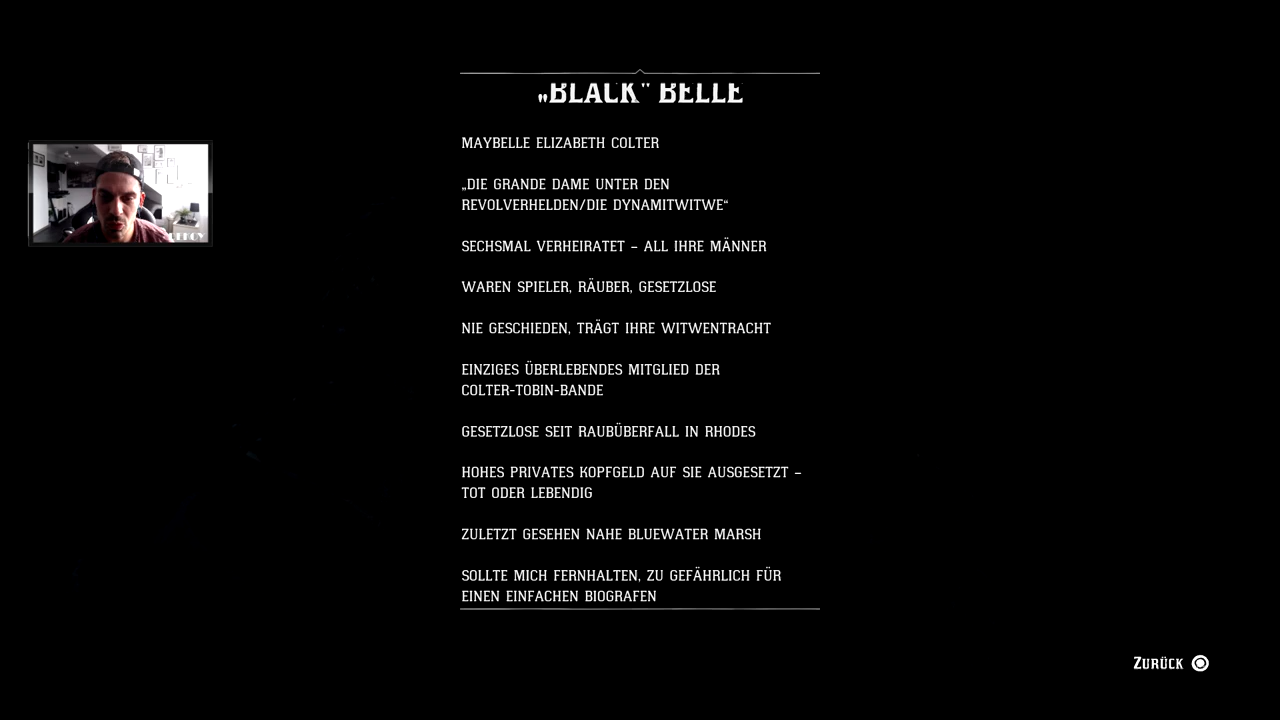 „BLACK" BELLE
MAYBELLE ELIZABETH COLTER
„DIE GRANDE DAME UNTER DEN
REVOLVERHELDEN/DIE DYNAMITWITWE“
SECHSMAL VERHEIRATET – ALL IHRE MÄNNER
WAREN SPIELER, RÄUBER, GESETZLOSE
NIE GESCHIEDEN, TRÄGT IHRE WITWENTRACHT
EINZIGES ÜBERLEBENDES MITGLIED DER
COLTER-TOBIN-BANDE
GESETZLOSE SEIT RAUBÜBERFALL IN RHODES
HOHES PRIVATES KOPFGELD AUF SIE AUSGESETZT –
TOT ODER LEBENDIG
ZULETZT GESEHEN NAHE BLUEWATER MARSH
SOLLTE MICH FERNHALTEN, ZU GEFÄHRLICH FÜR
EINEN EINFACHEN BIOGRAFEN
ZURÜCK